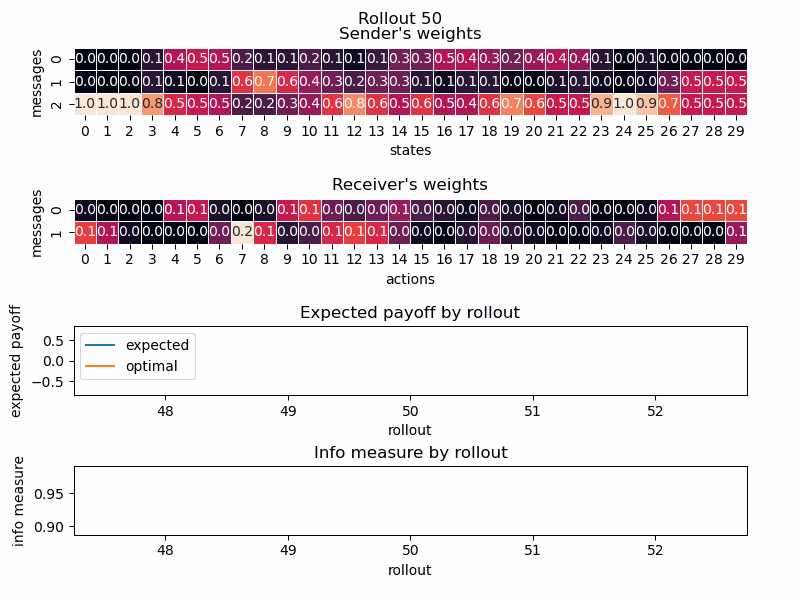 Rollout 50
Sender's weights
messages
0 0.0 0.0 0.0 0.1 0.4 0.5 0.5 0.2 0.1 0.1 0.2 0.1 0.1 0.1 0.3 0.3 0.5 0.4 0.3 0.2 0.4 0.4 0.4 0.1 0.0 0.1 0.0 0.0 0.0 0.0
1 0.0 0.0 0.0 0.1 0.1 0.0 0.1 0.6 0.7 0.6 0.4 0.3 0.2 0.3 0.3 0.1 0.1 0.1 0.1 0.0 0.0 0.1 0.1 0.0 0.0 0.0 0.3 0.5 0.5 0.5
2 1.0 1.0 1.0 0.8 0.5 0.5 0.5 0.2 0.2 0.3 0.4 0.6 0.8 0.6 0.5 0.6 0.5 0.4 0.6 0.7 0.6 0.5 0.5 0.9 1.0 0.9 0.7 0.5 0.5 0.5
0 1 2 3 4 5 6 7 8 9 10 11 12 13 14 15 16 17 18 19 20 21 22 23 24 25 26 27 28 29
states
Receiver's weights
messages
0 0.0 0.0 0.0 0.0 0.1 0.1 0.0 0.0 0.0 0.1 0.1 0.0 0.0 0.0 0.1 0.0 0.0 0.0 0.0 0.0 0.0 0.0 0.0 0.0 0.0 0.0 0.1 0.1 0.1 0.1
1 0.1 0.1 0.0 0.0 0.0 0.0 0.0 0.2 0.1 0.0 0.0 0.1 0.1 0.1 0.0 0.0 0.0 0.0 0.0 0.0 0.0 0.0 0.0 0.0 0.0 0.0 0.0 0.0 0.0 0.1
0 1 2 3 4 5 6 7 8 9 10 11 12 13 14 15 16 17 18 19 20 21 22 23 24 25 26 27 28 29
actions
Expected payoff by rollout
expected payoff
0.5
0.0
−0.5
expected
optimal
48 49 50 51 52
rollout
Info measure by rollout
info measure
0.95
0.90
48 49 50 51 52
rollout